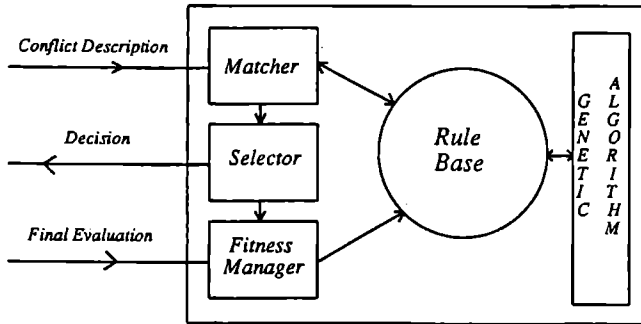 Conflict Description
Matcher
Decision
Selector
Final Evaluation
Fitness
Manager
Rule
Base
GENETIC
ALGORITHM